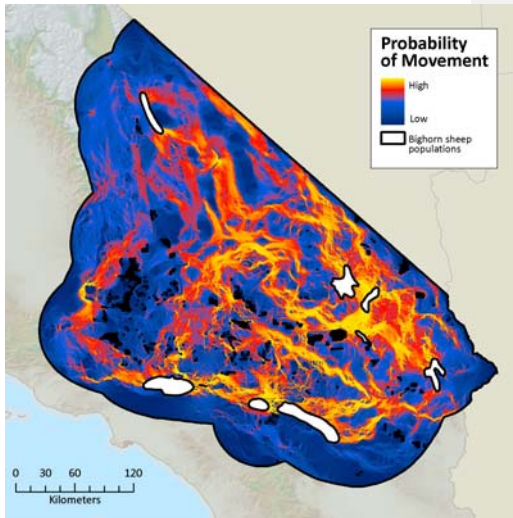 Probability
of Movement
High
Low
Bighorn sheep
populations
0 30 60 120
Kilometers